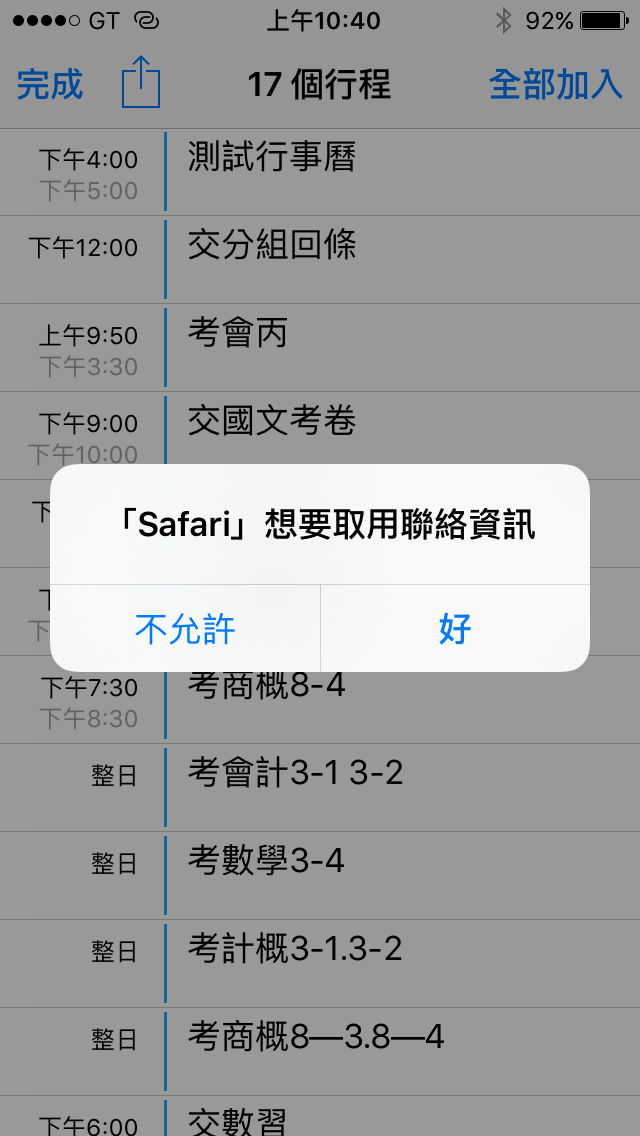 GT 上午10:40 92%
完成 17 個行程 全部加入
下午4:00 測試行事曆
下午5:00
下午12:00 交分組回條
上午9:50 考會丙
下午3:30
下午9:00 交國文考卷
下午10:00
「Safari」想要取用聯絡資訊
不允許 好
下午7:30 考商概8-4
下午8:30
整日 考會計3-1 3-2
整日 考數學3-4
整日 考計概3-1.3-2
整日 考商概8—3.8—4
下午6:00 交數習